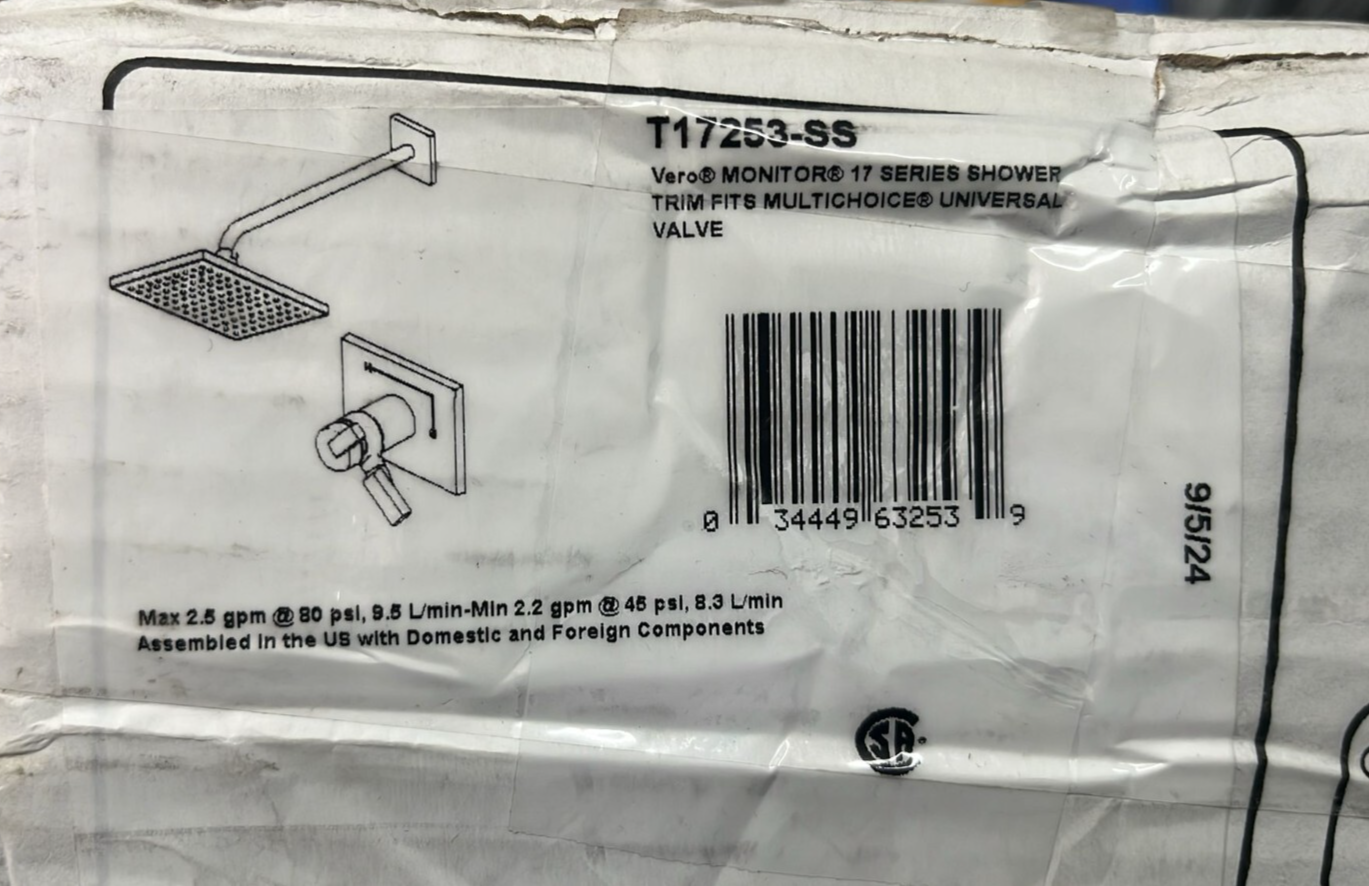 T17253-SS
Vero® MONITOR® 17 SERIES SHOWER
TRIM FITS MULTICHOICE® UNIVERSAL
VALVE
H
0 34449 63253 9
9/5/24
Max 2.5 gpm @ 80 psi, 9.5 L/min-Min 2.2 gpm @ 45 psi, 8.3 L/min
Assembled in the US with Domestic and Foreign Components
SA